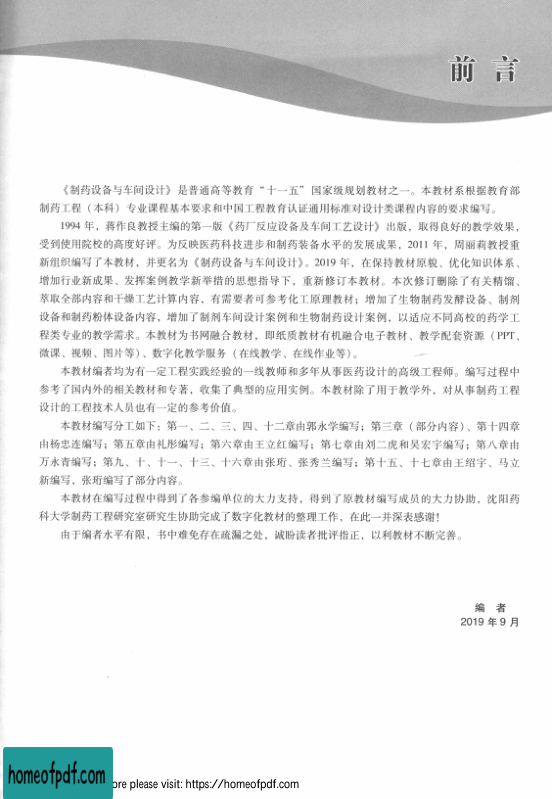 前 言
《制药设备与车间设计》是普通高等教育“十一五”国家级规划教材之一。本教材系根据教育部
制药工程（本科）专业课程基本要求和中国工程教育认证通用标准对设计类课程内容的要求编写。
1994 年，蒋作良教授主编的第一版《药厂反应设备及车间工艺设计》出版，取得良好的教学效果，
受到使用院校的高度好评。为反映医药科技进步和制药装备水平的发展成果，2011 年，周丽莉教授重
新组织编写了本教材，并更名为《制药设备与车间设计》。2019 年，在保持教材原貌、优化知识体系、
增加行业新成果、发挥案例教学新举措的思想指导下，重新修订本教材。本次修订删除了有关精馏、
萃取全部内容和干燥工艺计算内容，有需要者可参考化工原理教材；增加了生物制药发酵设备、制剂
设备和制药粉体设备内容，增加了制剂车间设计案例和生物制药设计案例，以适应不同高校的药学工
程类专业的教学需求。本教材为书网融合教材，即纸质教材有机融合电子教材、教学配套资源（PPT、
微课、视频、图片等）、数字化教学服务（在线教学、在线作业等）。
本教材编者均为有一定工程实践经验的一线教师和多年从事医药设计的高级工程师。编写过程中
参考了国内外的相关教材和专著，收集了典型的应用实例。本教材除了用于教学外，对从事制药工程
设计的工程技术人员也有一定的参考价值。
本教材编写分工如下：第一、二、三、四、十二章由郭永学编写；第三章（部分内容）、第十四章
由杨忠连编写；第五章由礼彤编写；第六章由王立红编写；第七章由刘二虎和吴宏宇编写；第八章由
万永青编写；第九、十、十一、十三、十六章由张珩、张秀兰编写；第十五、十七章由王绍宇、马立
新编写，张珩编写了部分内容。
本教材在编写过程中得到了各参编单位的大力支持，得到了原教材编写成员的大力协助，沈阳药
科大学制药工程研究室研究生协助完成了数字化教材的整理工作，在此一并深表感谢！
由于编者水平有限，书中难免存在疏漏之处，诚盼读者批评指正，以利教材不断完善。
编 者
2019 年 9 月
homeofpdf.com
ore please visit: https://homeofpdf.com